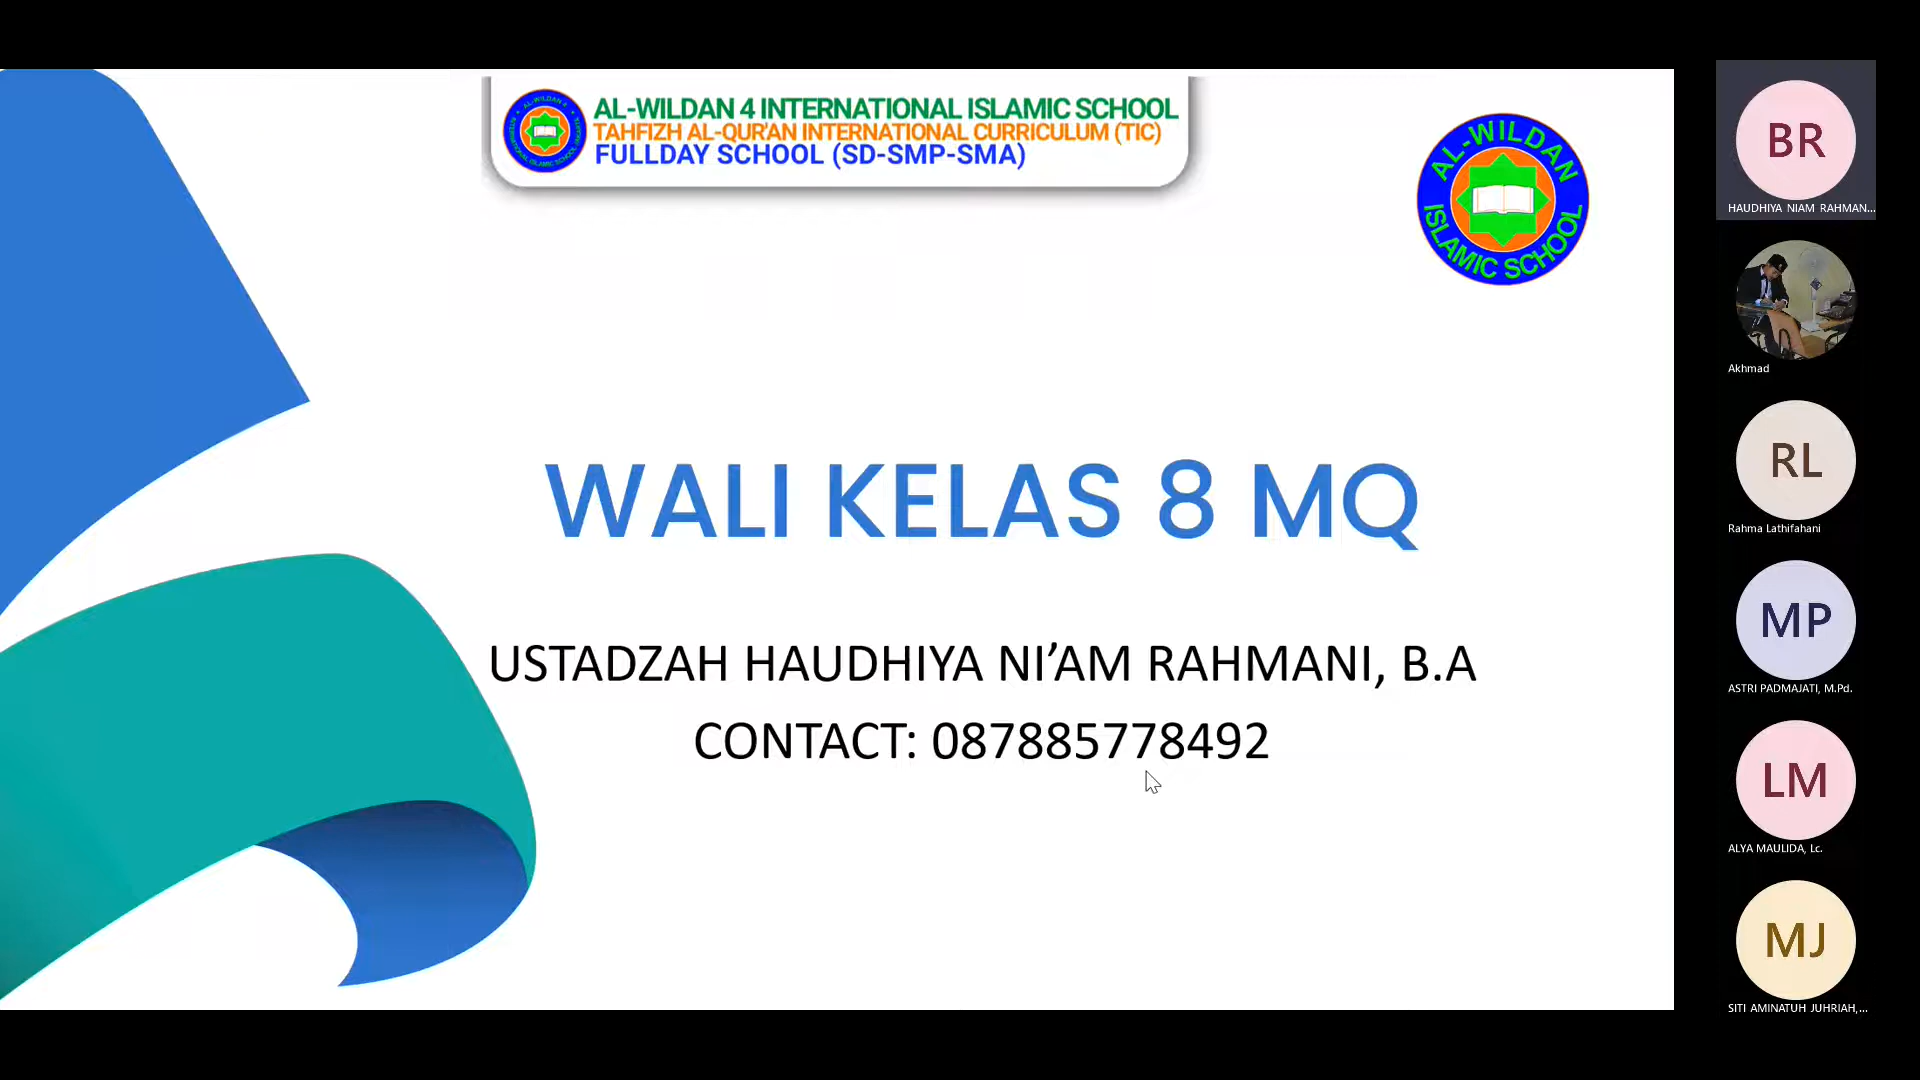 AL-WILDAN 4 INTERNATIONAL ISLAMIC SCHOOL
TAHFIZH AL-QUR'AN INTERNATIONAL CURRICULUM (TIC)
FULLDAY SCHOOL (SD-SMP-SMA)
AL-WILDAN
ISLAMIC SCHOOL
WALI KELAS 8 MQ
USTADZAH HAUDHIYA NI’AM RAHMANI, B.A
CONTACT: 087885778492
BR
HAUDHIYA NIAM RAHMAN...
Akhmad
RL
Rahma Lathifahani
MP
ASTRI PADMAJATI, M.Pd.
LM
ALYA MAULIDA, Lc.
MJ
SITI AMINATUH JUHRIAH,...